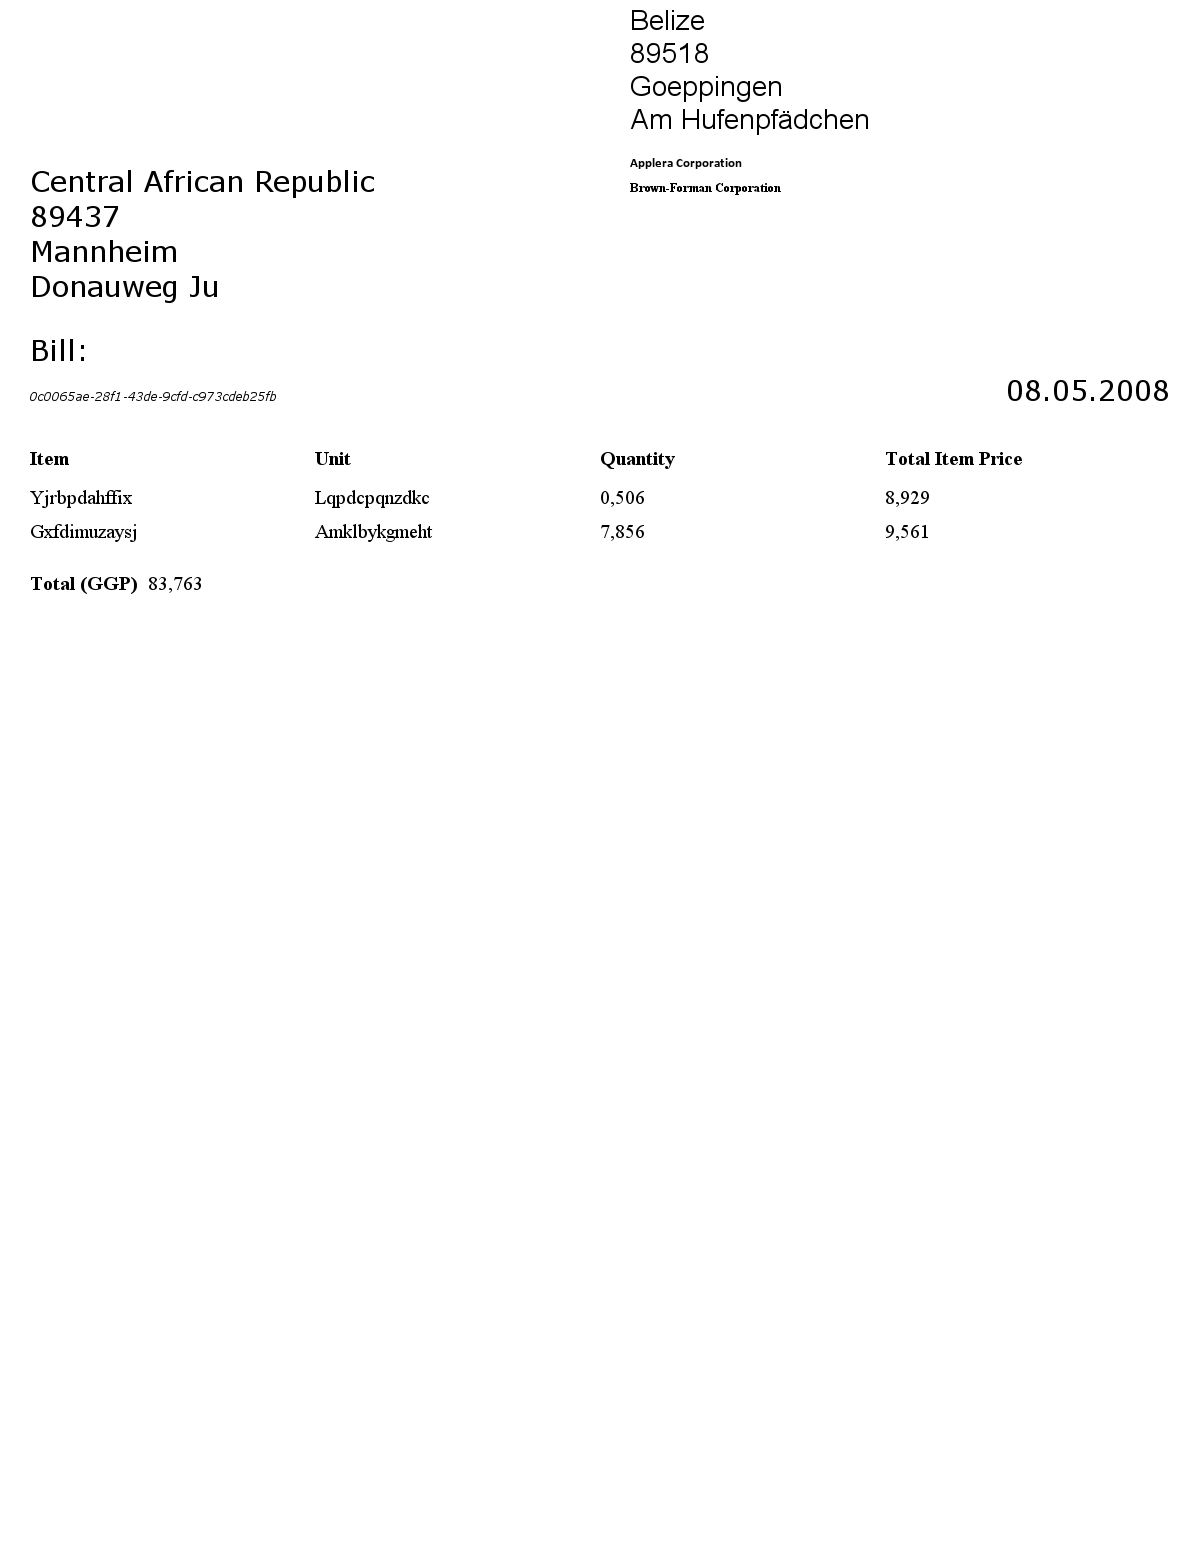 Belize
89518
Goeppingen
Am Hufenpfädchen
Applera Corporation
Brown-Forman Corporation
Central African Republic
89437
Mannheim
Donauweg Ju
Bill:
0c0065ae-28f1-43de-9cfd-c973cdeb25fb 08.05.2008
Item Unit Quantity Total Item Price
Yjrbpdahffix Lqpdcpqnzdkc 0,506 8,929
Gxfdimuzaysj Amklbykgmeht 7,856 9,561
Total (GGP) 83,763